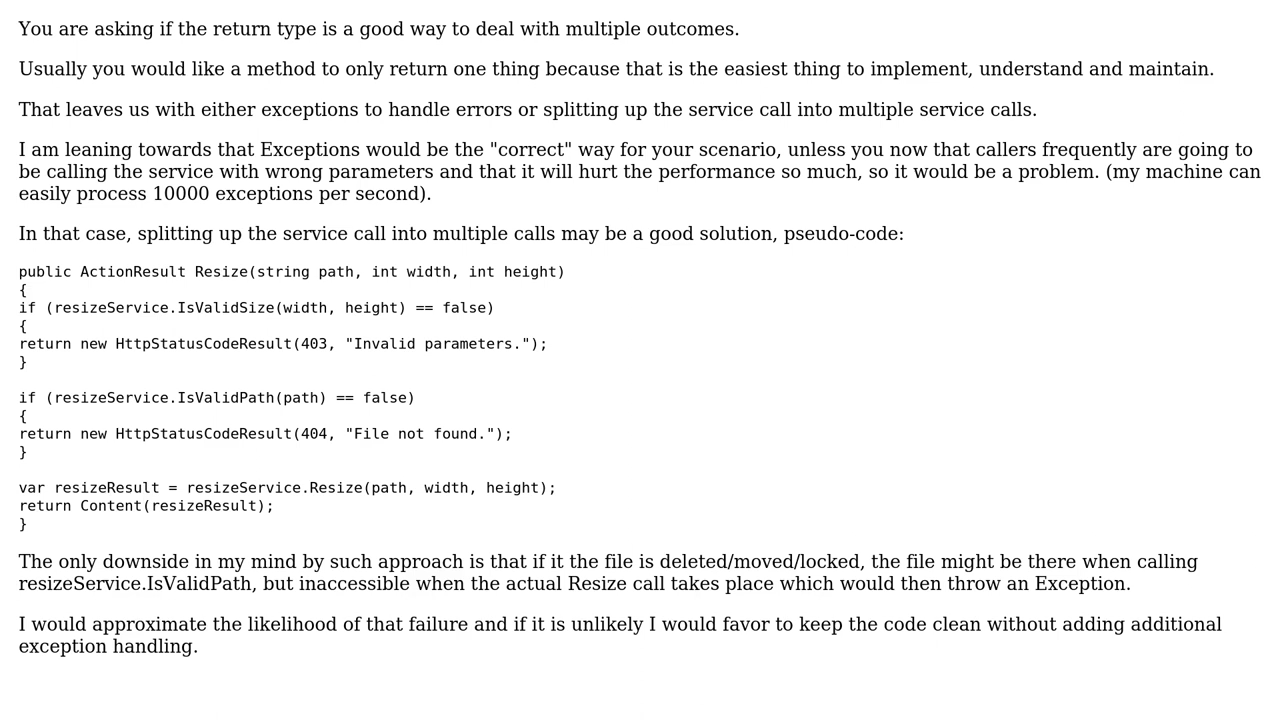 You are asking if the return type is a good way to deal with multiple outcomes.
Usually you would like a method to only return one thing because that is the easiest thing to implement, understand and maintain.
That leaves us with either exceptions to handle errors or splitting up the service call into multiple service calls.
I am leaning towards that Exceptions would be the "correct" way for your scenario, unless you now that callers frequently are going to
be calling the service with wrong parameters and that it will hurt the performance so much, so it would be a problem. (my machine can
easily process 10000 exceptions per second).
In that case, splitting up the service call into multiple calls may be a good solution, pseudo-code:
public ActionResult Resize(string path, int width, int height)
{
if (resizeService.IsValidSize(width, height) == false)
{
return new HttpStatusCodeResult(403, "Invalid parameters.");
}
if (resizeService.IsValidPath(path) == false)
{
return new HttpStatusCodeResult(404, "File not found.");
}
var resizeResult = resizeService.Resize(path, width, height);
return Content(resizeResult);
}
The only downside in my mind by such approach is that if it the file is deleted/moved/locked, the file might be there when calling
resizeService.IsValidPath, but inaccessible when the actual Resize call takes place which would then throw an Exception.
I would approximate the likelihood of that failure and if it is unlikely I would favor to keep the code clean without adding additional
exception handling.